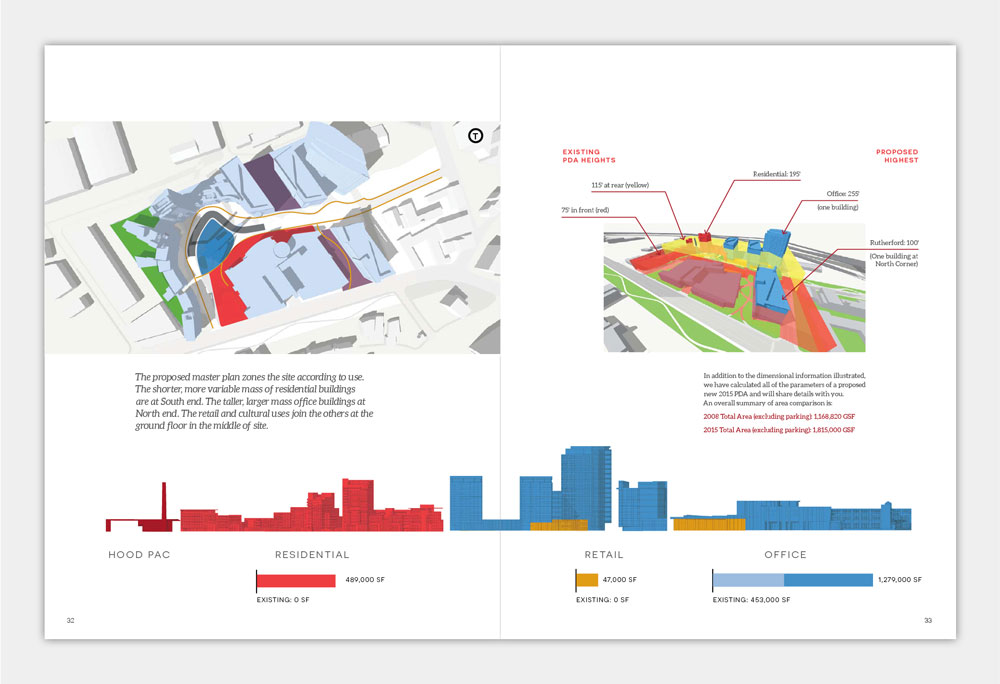 T
The proposed master plan zones the site according to use.
The shorter, more variable mass of residential buildings
are at South end. The taller, larger mass office buildings at
North end. The retail and cultural uses join the others at the
ground floor in the middle of site.
EXISTING
PDA HEIGHTS
PROPOSED
HIGHEST
Residential: 195'
115' at rear (yellow)
Office: 255'
(one building)
75' in front (red)
Rutherford: 100'
(One building at
North Corner)
In addition to the dimensional information illustrated,
we have calculated all of the parameters of a proposed
new 2015 PDA and will share details with you.
An overall summary of area comparison is:
2008 Total Area (excluding parking): 1,168,820 GSF
2015 Total Area (excluding parking): 1,815,000 GSF
HOOD PAC
RESIDENTIAL
RETAIL
OFFICE
489,000 SF
47,000 SF
1,279,000 SF
EXISTING: 0 SF
EXISTING: 0 SF
EXISTING: 453,000 SF
32
33